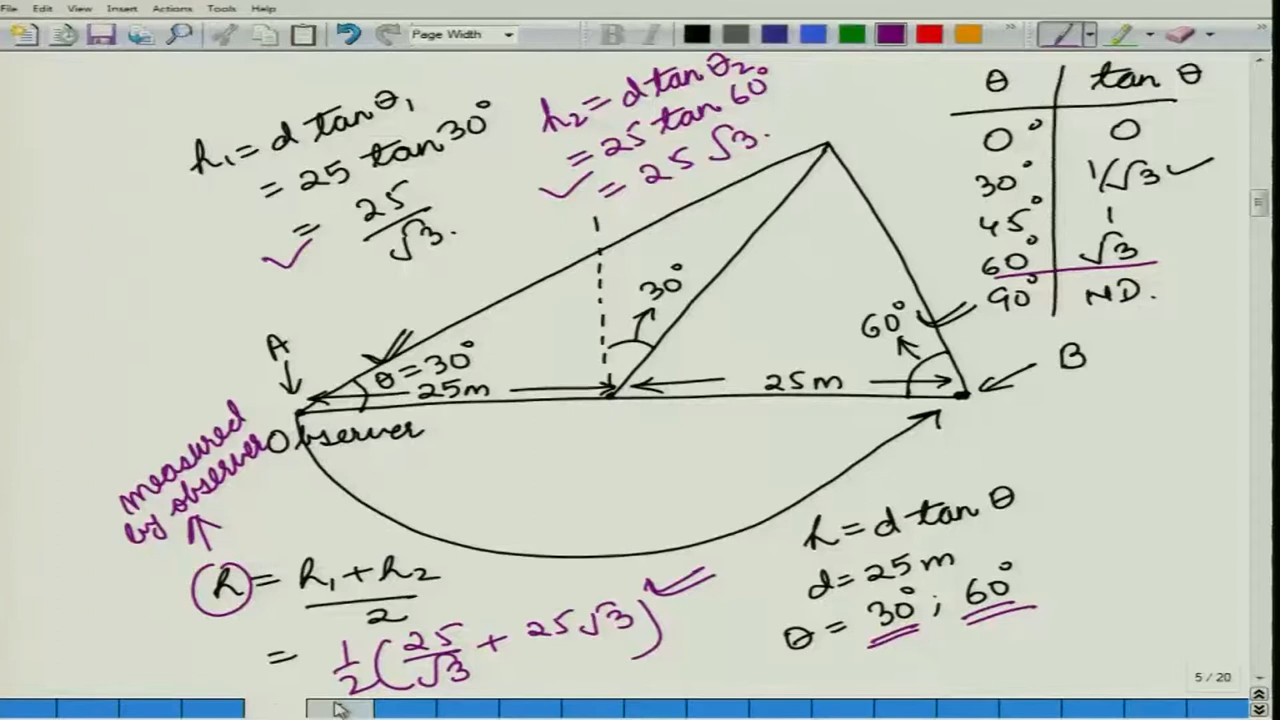 File Edit View Insert Actions Tools Help
Page Width
h₁ = d tan θ₁
= 25 tan 30°
= 25/√3.
h₂ = d tan θ₂
= 25 tan 60°
= 25 √3.
θ | tan θ
0° | 0
30° | 1/√3
45° | 1
60° | √3
90° | ND.
30°
60°
A
θ = 30°
25m
25m
B
Observer
measured
by observer
h = d tan θ
d = 25 m
θ = 30° ; 60°
h = h₁ + h₂ / 2
= 1/2 (25/√3 + 25√3)
5 / 20